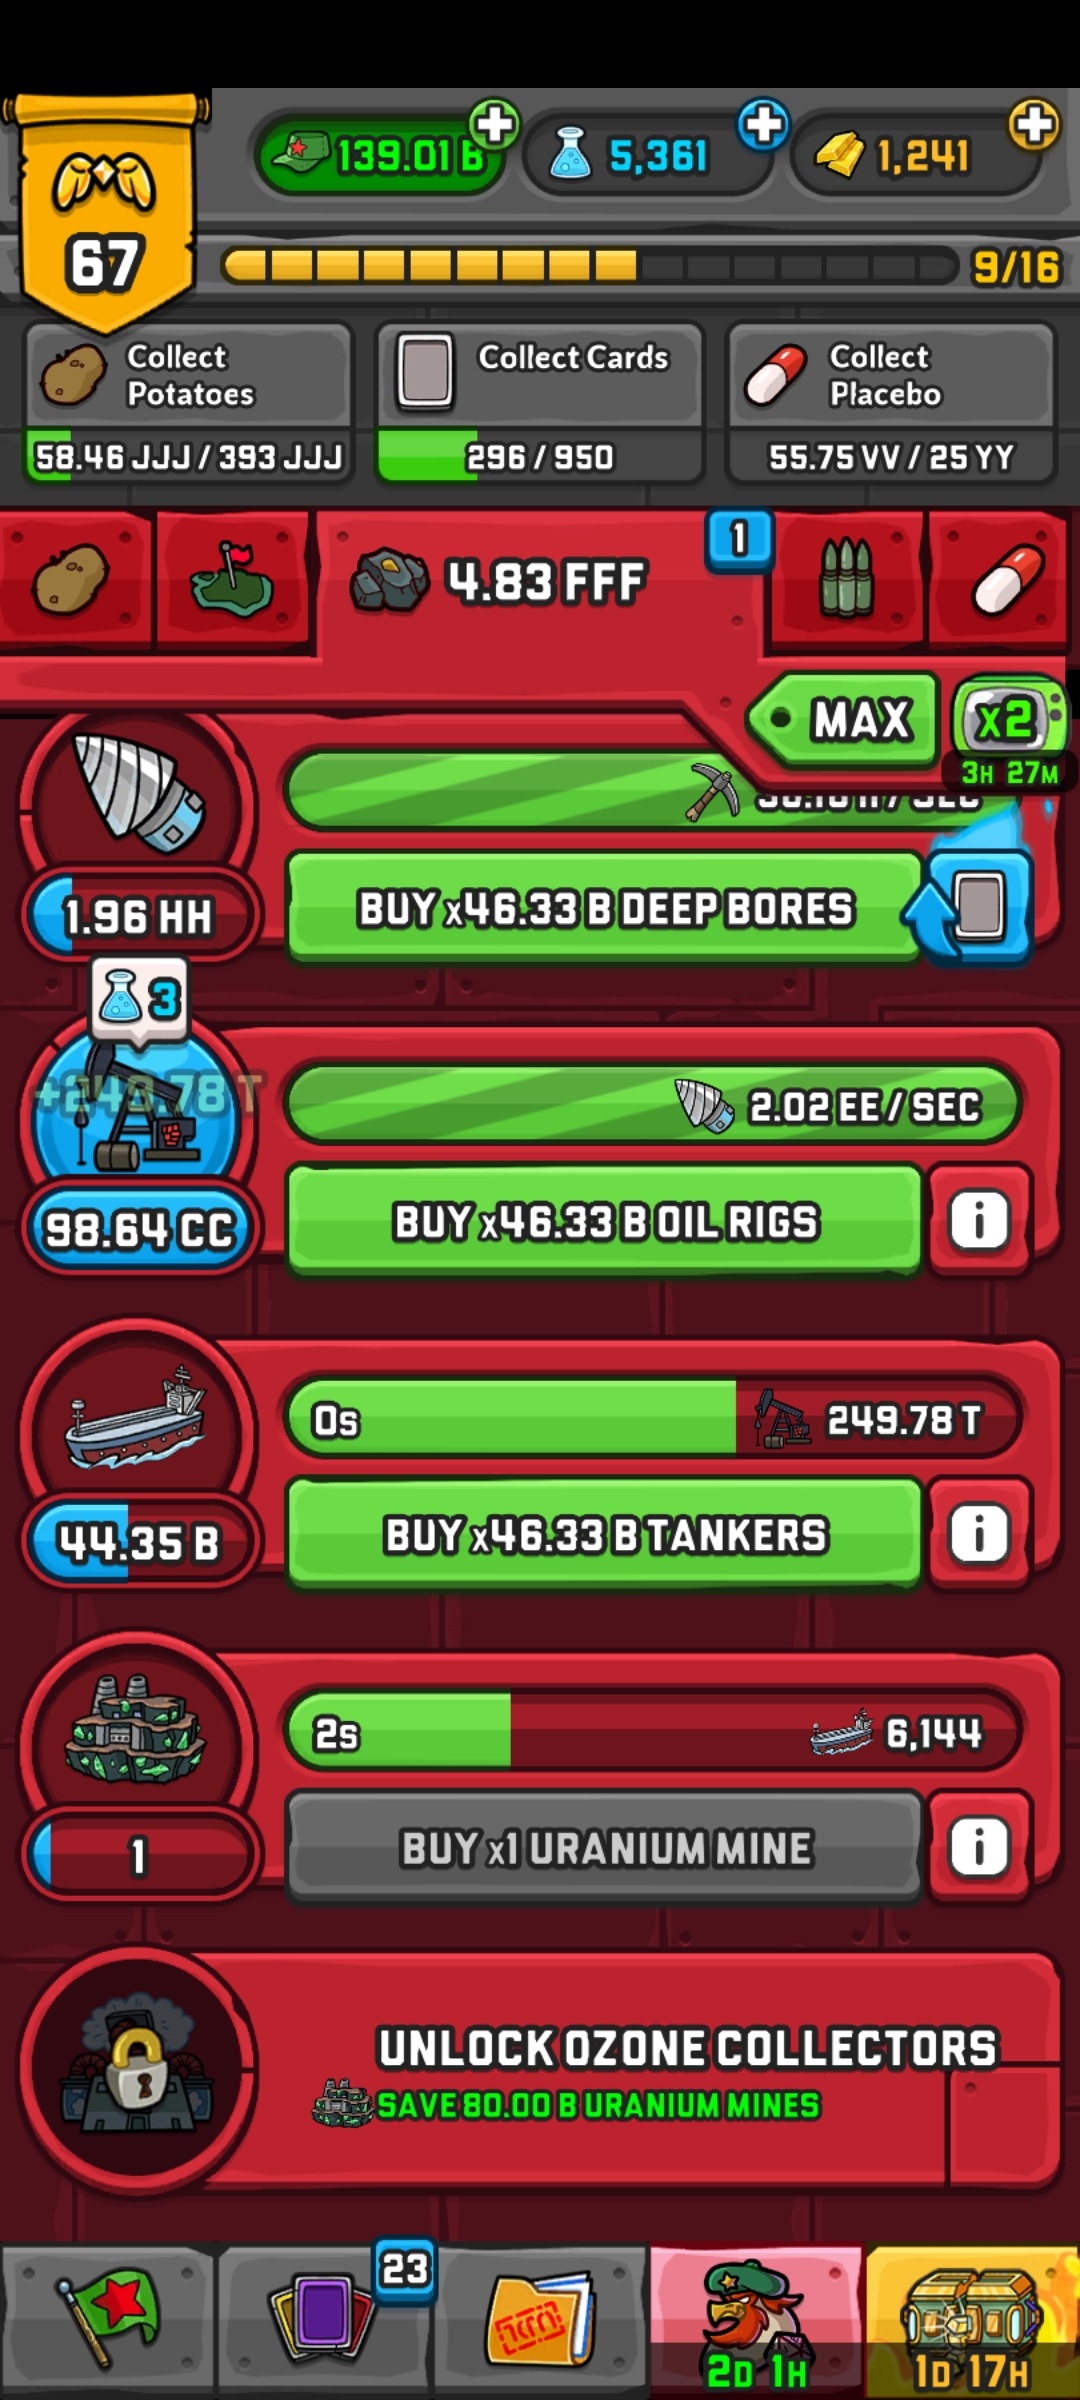 139.01 B
5,361
1,241
67
9/16
Collect
Potatoes
58.46 JJJ / 393 JJJ
Collect Cards
296 / 950
Collect
Placebo
55.75 VV / 25 YY
4.83 FFF
1
MAX
x2
3H 27M
BUY x46.33 B DEEP BORES
1.96 HH
3
+249.78 T
2.02 EE / SEC
98.64 CC
BUY x46.33 B OIL RIGS
i
0s
249.78 T
44.35 B
BUY x46.33 B TANKERS
i
2s
6,144
1
BUY x1 URANIUM MINE
i
UNLOCK OZONE COLLECTORS
SAVE 80.00 B URANIUM MINES
23
2D 1H
1D 17H